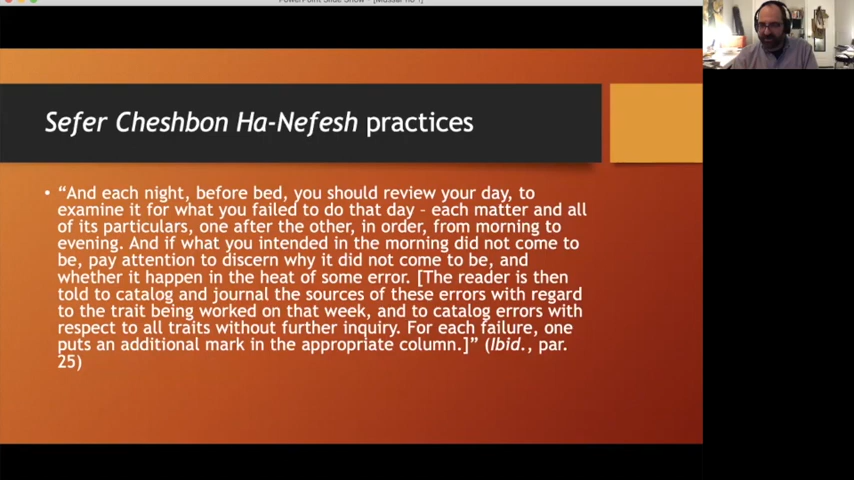 PowerPoint Slide Show - [Mussar no 1]
Sefer Cheshbon Ha-Nefesh practices
• “And each night, before bed, you should review your day, to
examine it for what you failed to do that day – each matter and all
of its particulars, one after the other, in order, from morning to
evening. And if what you intended in the morning did not come to
be, pay attention to discern why it did not come to be, and
whether it happen in the heat of some error. [The reader is then
told to catalog and journal the sources of these errors with regard
to the trait being worked on that week, and to catalog errors with
respect to all traits without further inquiry. For each failure, one
puts an additional mark in the appropriate column.]” (Ibid., par.
25)